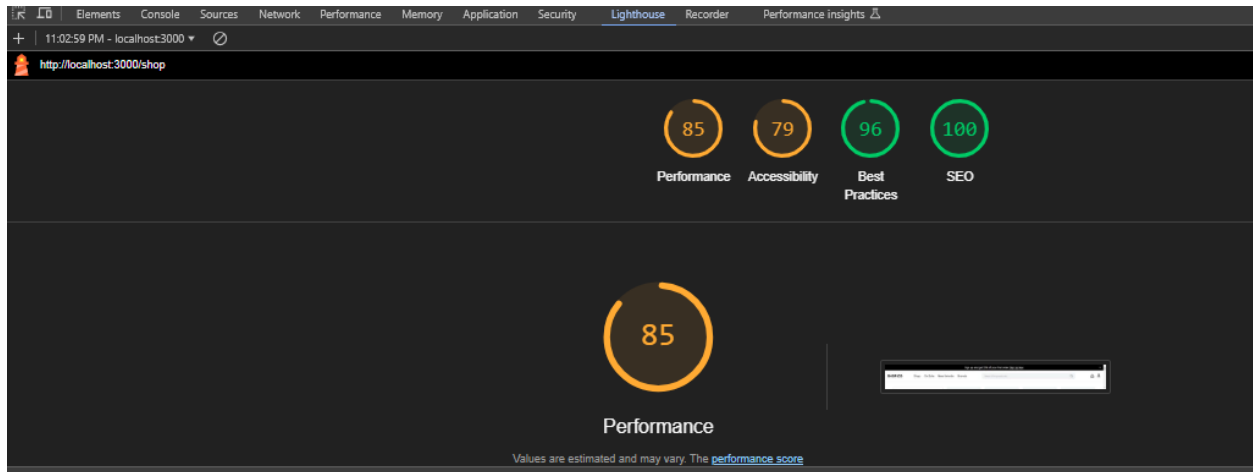 Elements Console Sources Network Performance Memory Application Security Lighthouse Recorder Performance insights
11:02:59 PM - localhost:3000
http://localhost:3000/shop
85 79 96 100
Performance Accessibility Best Practices SEO
85
Performance
Values are estimated and may vary. The performance score